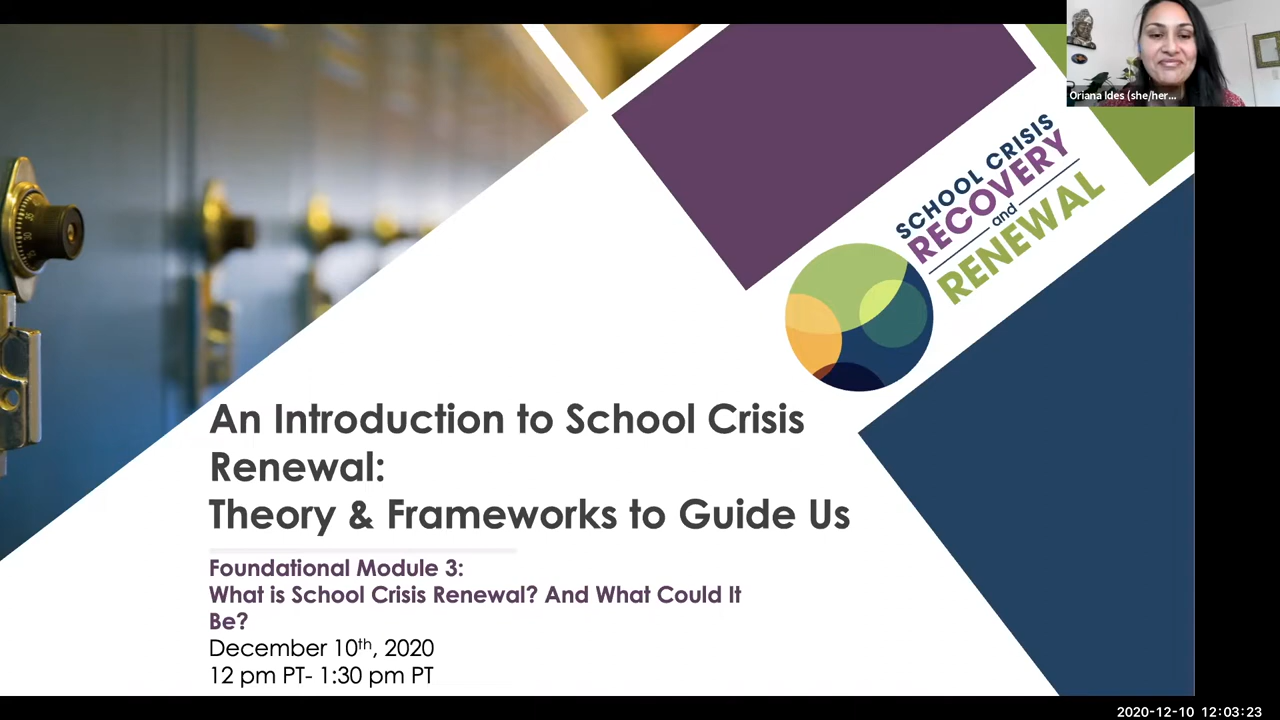 Oriana Ides (she/her...
SCHOOL CRISIS
RECOVERY
and
RENEWAL
An Introduction to School Crisis
Renewal:
Theory & Frameworks to Guide Us
Foundational Module 3:
What is School Crisis Renewal? And What Could It
Be?
December 10th, 2020
12 pm PT- 1:30 pm PT
2020-12-10 12:03:23